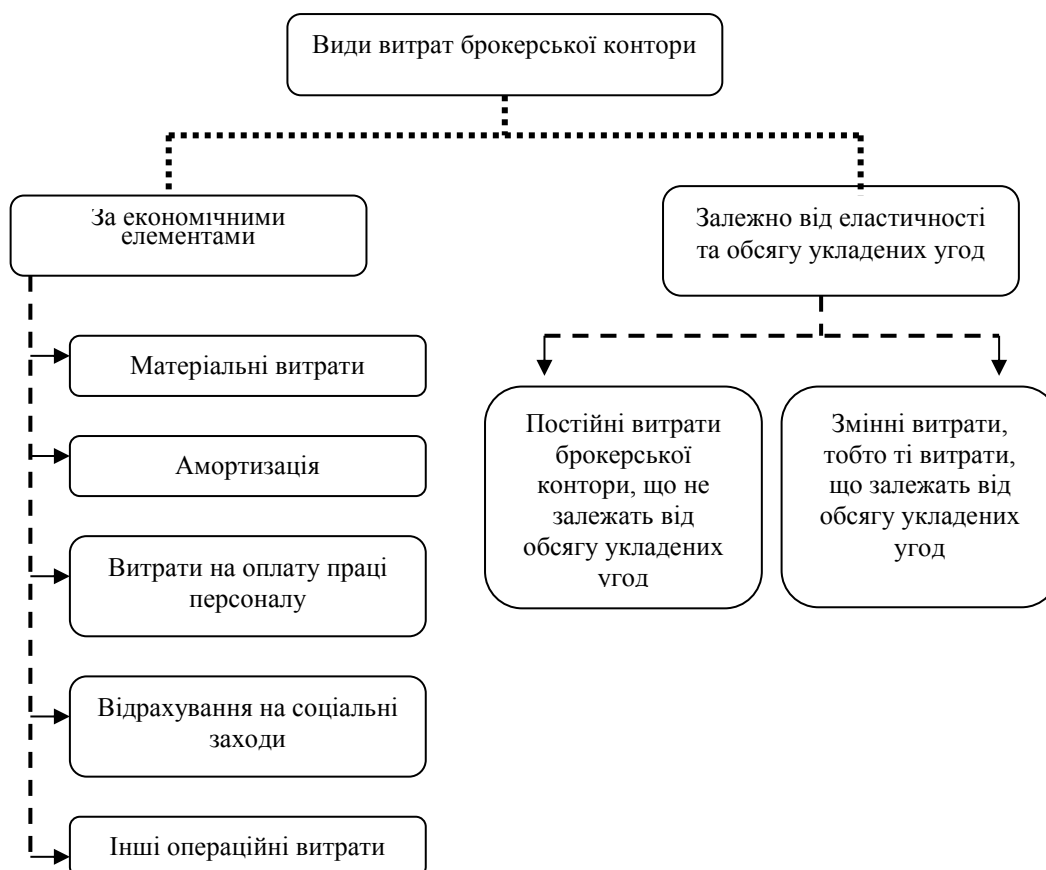 Види витрат брокерської контори
За економічними
елементами
Матеріальні витрати
Амортизація
Витрати на оплату праці
персоналу
Відрахування на соціальні
заходи
Інші операційні витрати
Залежно від еластичності
та обсягу укладених угод
Постійні витрати
брокерської
контори, що не
залежать від
обсягу укладених
угод
Змінні витрати,
тобто ті витрати,
що залежать від
обсягу укладених
угод